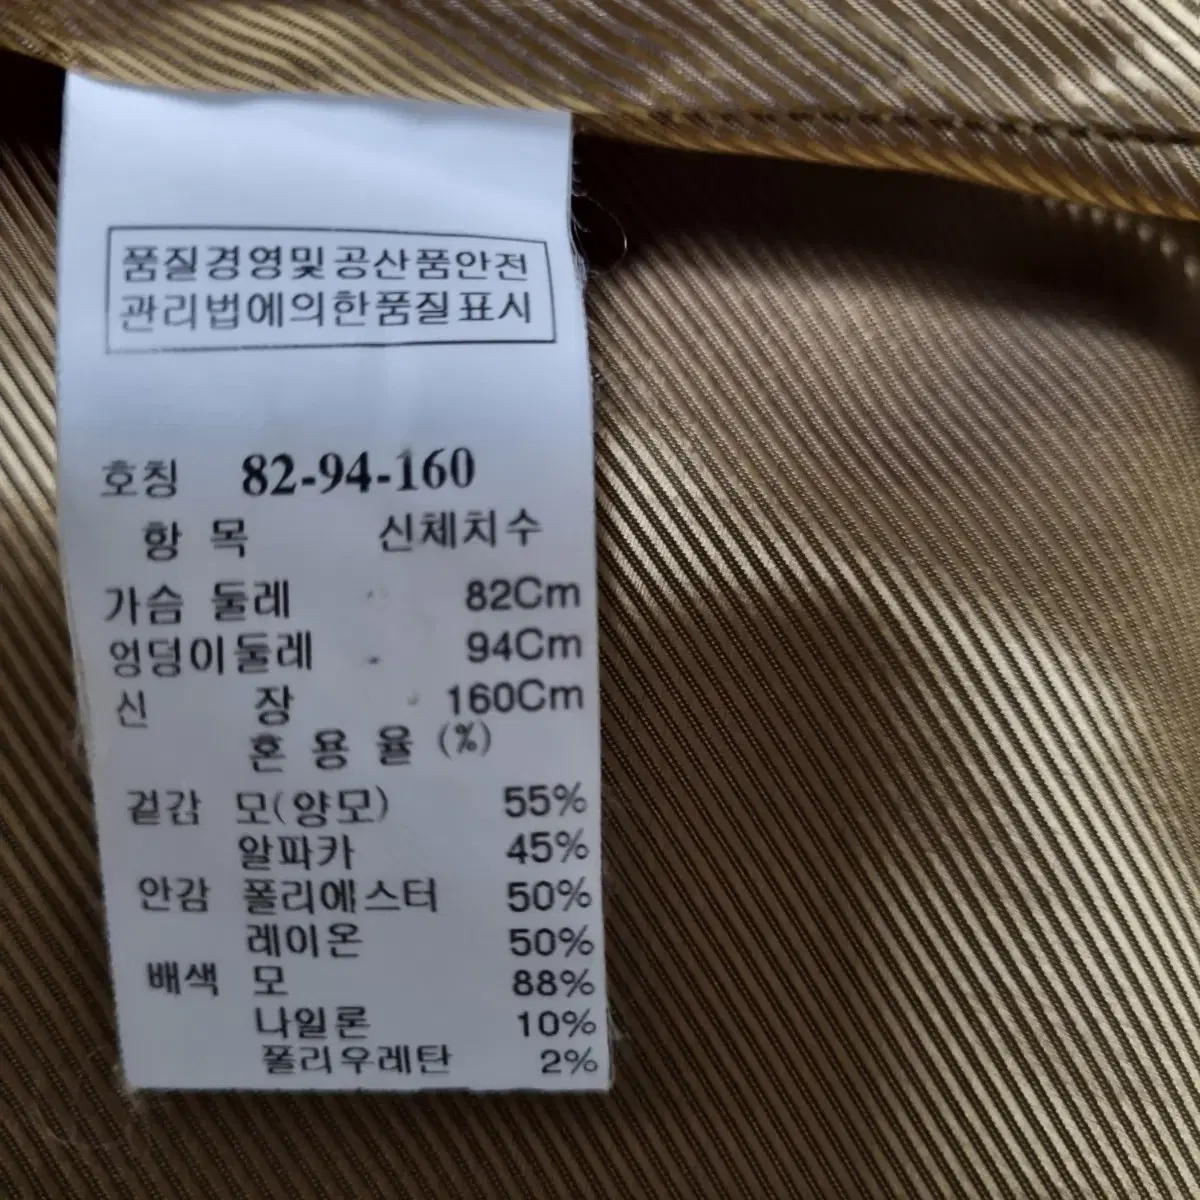 품질경영및공산품안전
관리법에의한품질표시
호칭 82-94-160
항 목 신체치수
가슴 둘레 82Cm
엉덩이둘레 94Cm
신 장 160Cm
혼 용 율 (%)
겉감 모(양모) 55%
알파카 45%
안감 폴리에스터 50%
레이온 50%
배색 모 88%
나일론 10%
폴리우레탄 2%